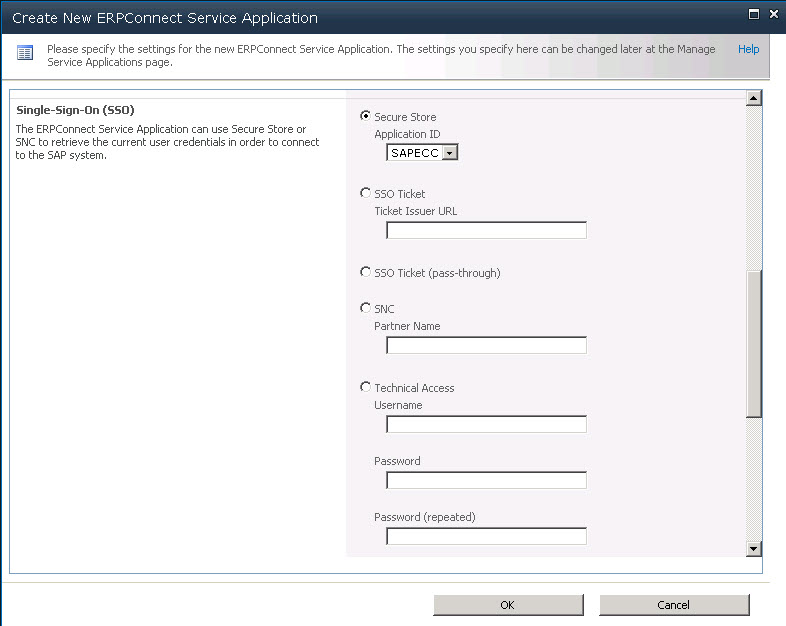 Create New ERPConnect Service Application
Please specify the settings for the new ERPConnect Service Application. The settings you specify here can be changed later at the Manage
Service Applications page.
Help
Single-Sign-On (SSO)
The ERPConnect Service Application can use Secure Store or
SNC to retrieve the current user credentials in order to connect
to the SAP system.
Secure Store
Application ID
SAPECC
SSO Ticket
Ticket Issuer URL
SSO Ticket (pass-through)
SNC
Partner Name
Technical Access
Username
Password
Password (repeated)
OK
Cancel